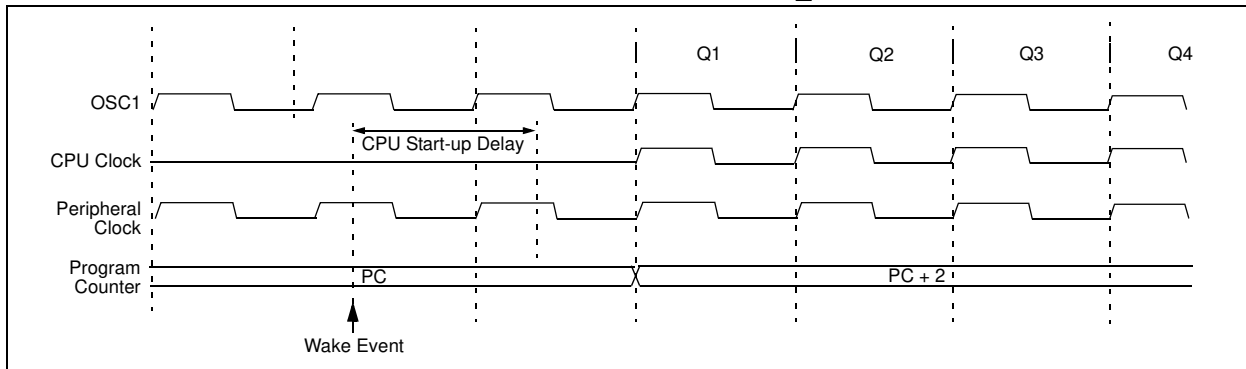 Q1 Q2 Q3 Q4
OSC1
CPU Start-up Delay
CPU Clock
Peripheral
Clock
Program
Counter
PC PC + 2
Wake Event